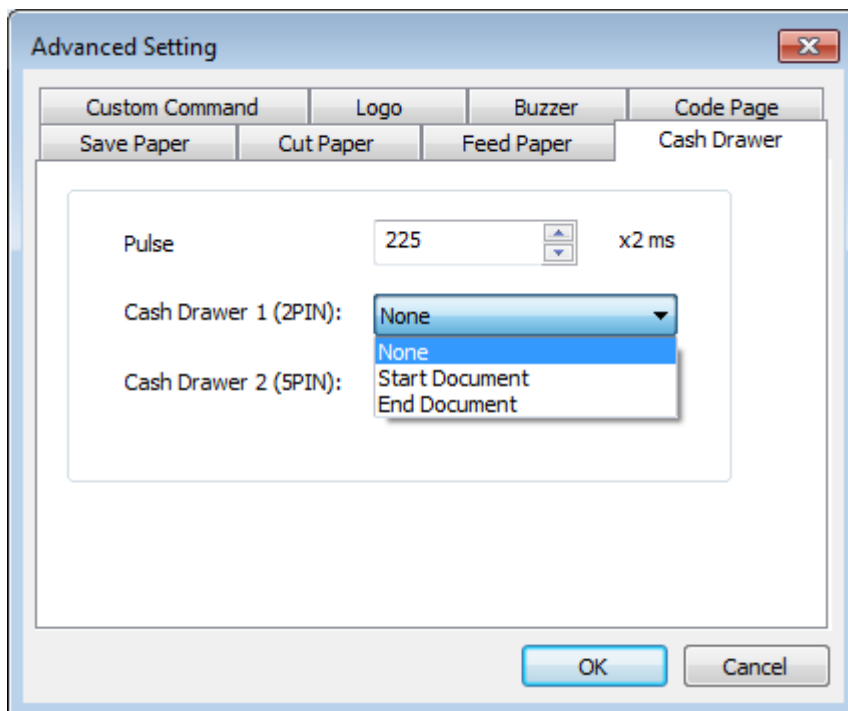 Advanced Setting
Custom Command Logo Buzzer Code Page
Save Paper Cut Paper Feed Paper Cash Drawer
Pulse 225 x2 ms
Cash Drawer 1 (2PIN): None
None
Start Document
Cash Drawer 2 (5PIN):
End Document
OK Cancel